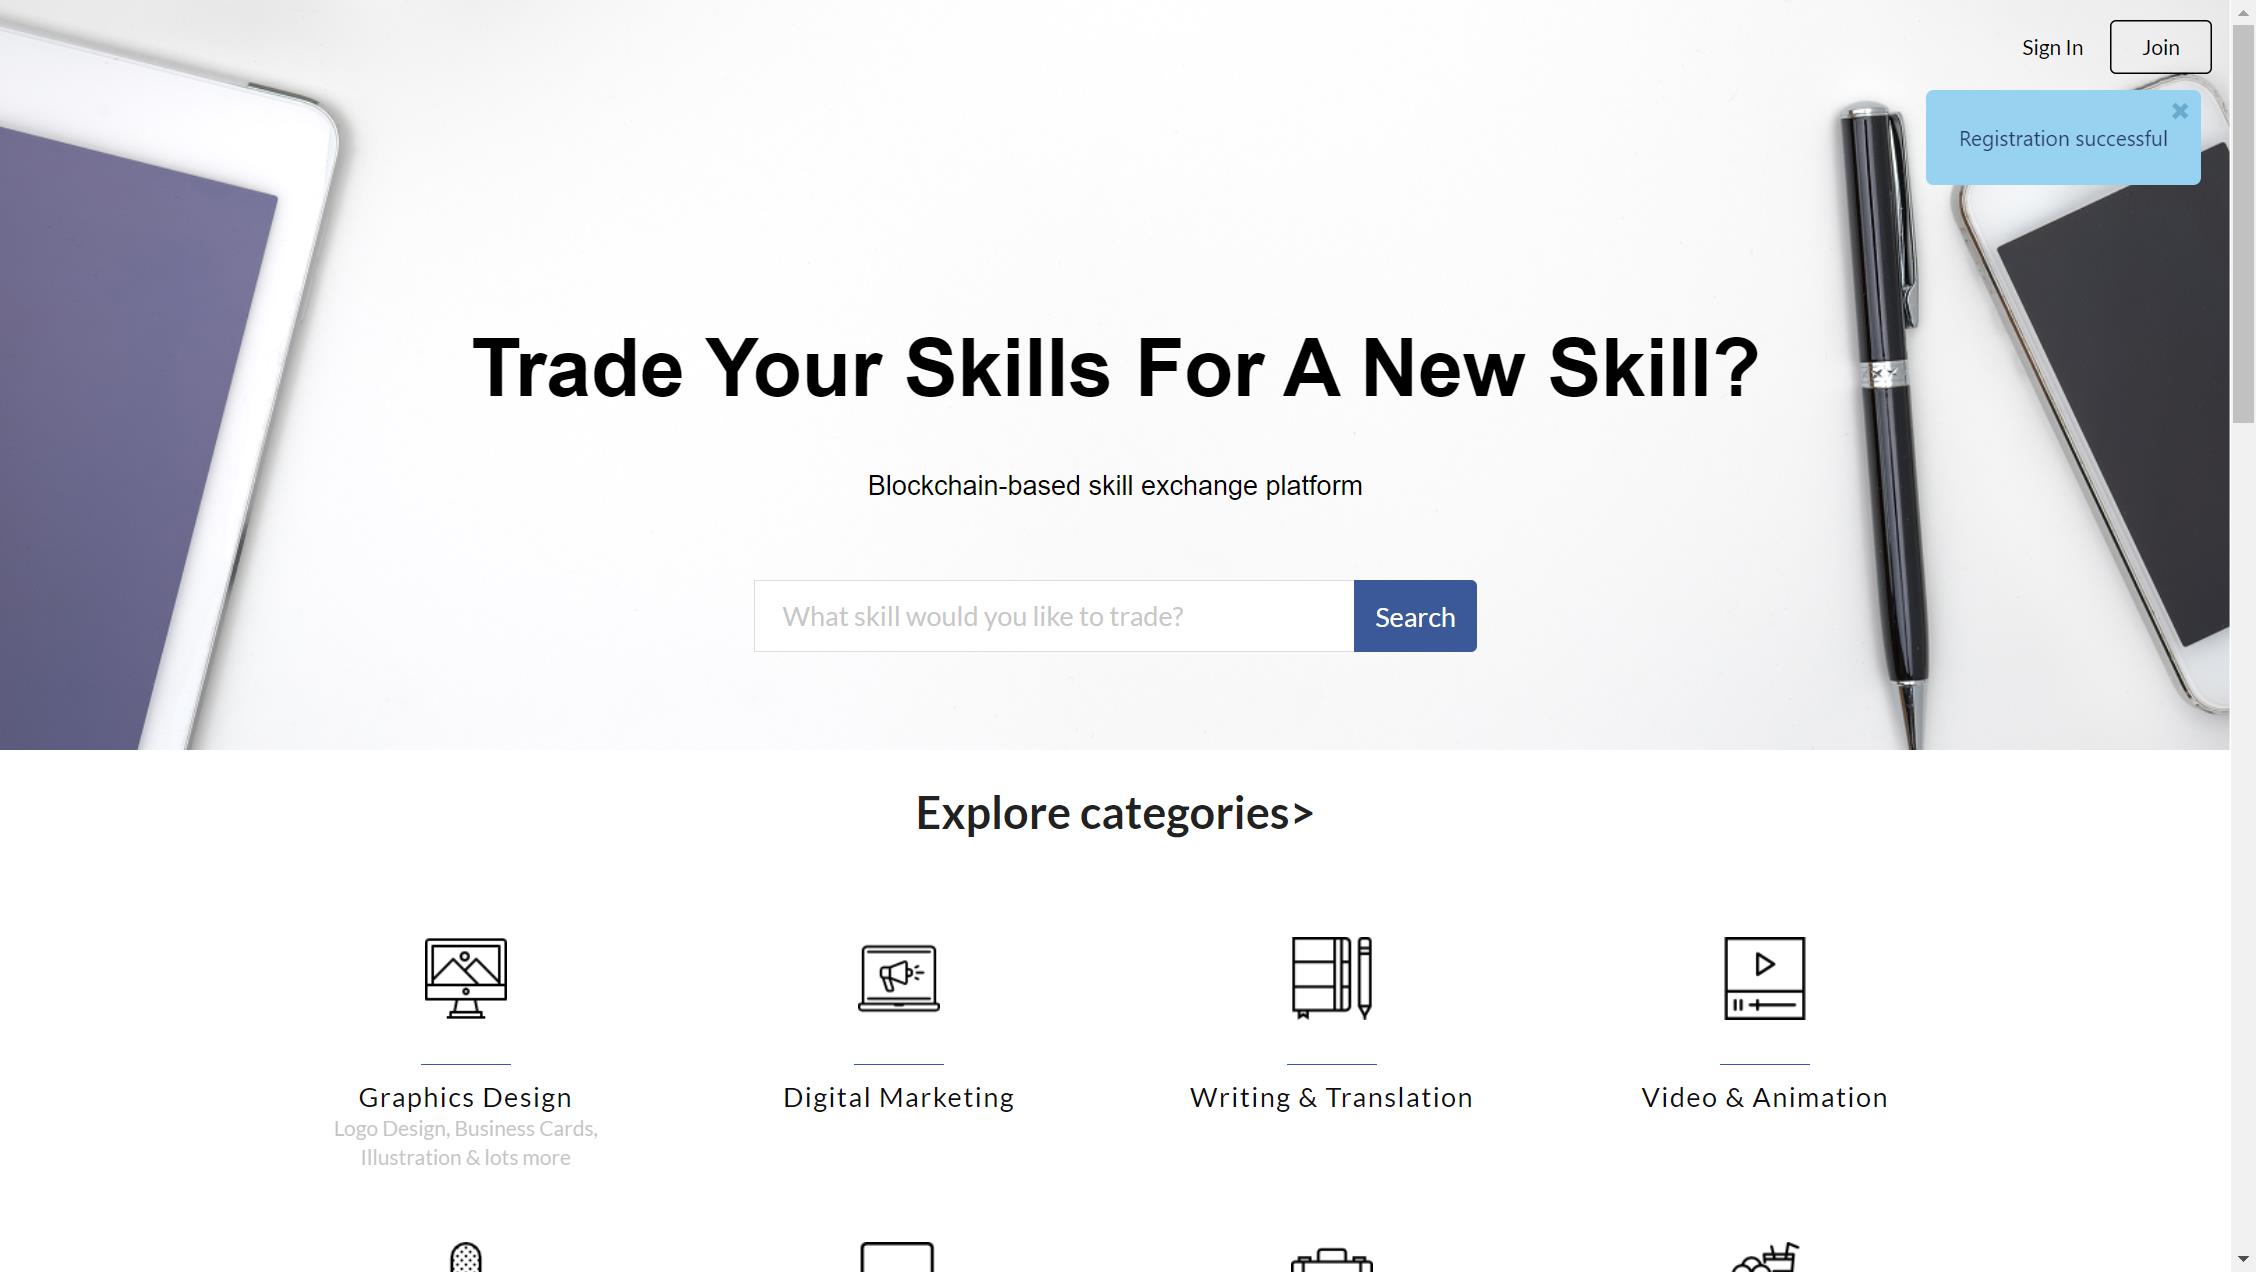 Sign In
Join
Registration successful
Trade Your Skills For A New Skill?
Blockchain-based skill exchange platform
What skill would you like to trade?
Search
Explore categories>
Graphics Design
Logo Design, Business Cards,
Illustration & lots more
Digital Marketing
Writing & Translation
Video & Animation